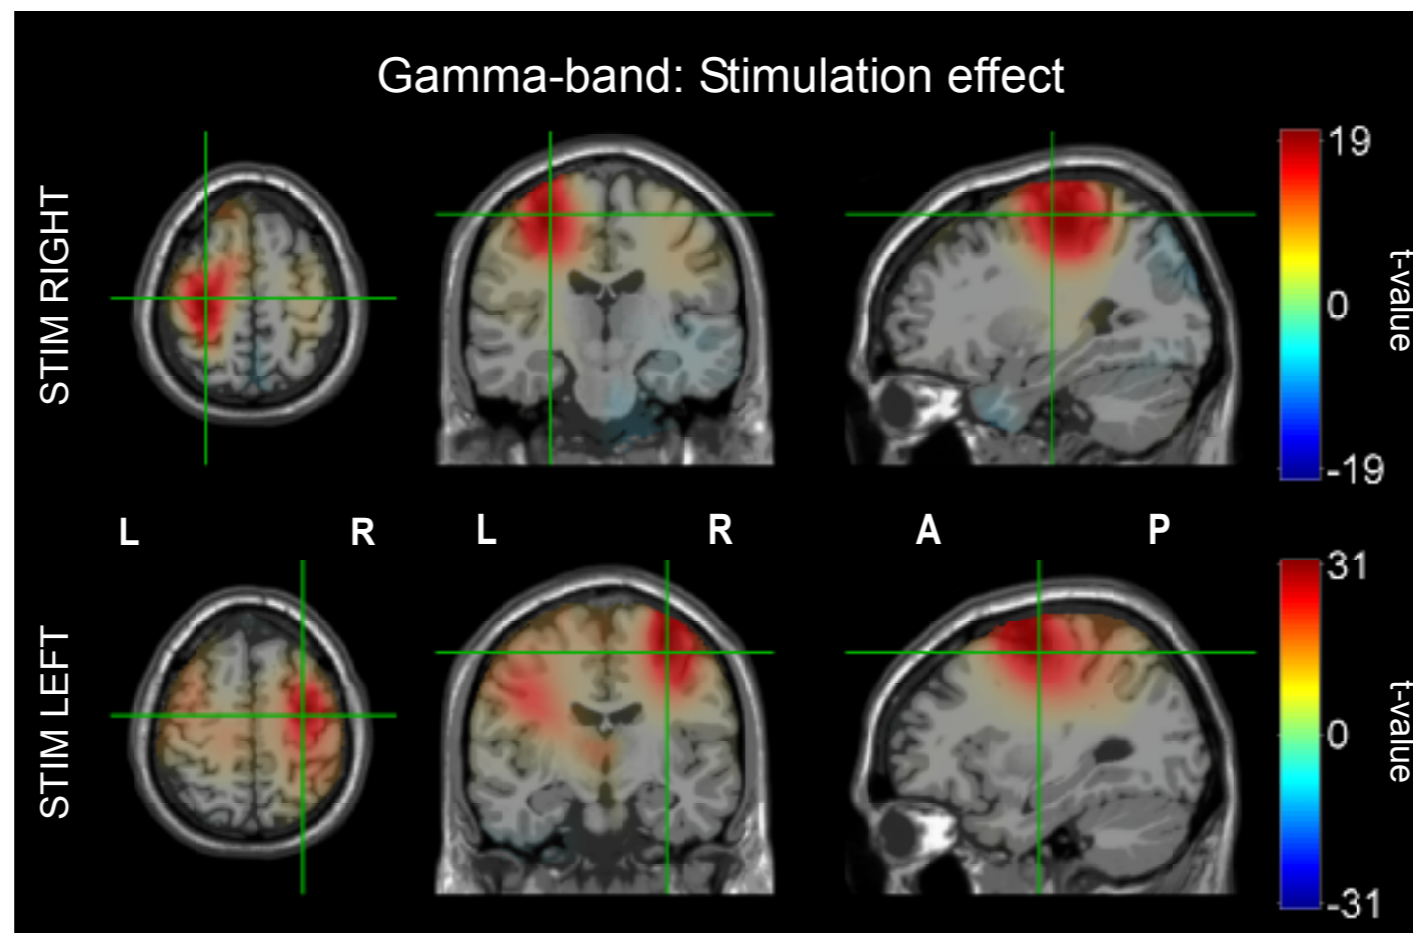 Gamma-band: Stimulation effect
STIM RIGHT
19
0
-19
t-value
L R L R A P
STIM LEFT
31
0
-31
t-value